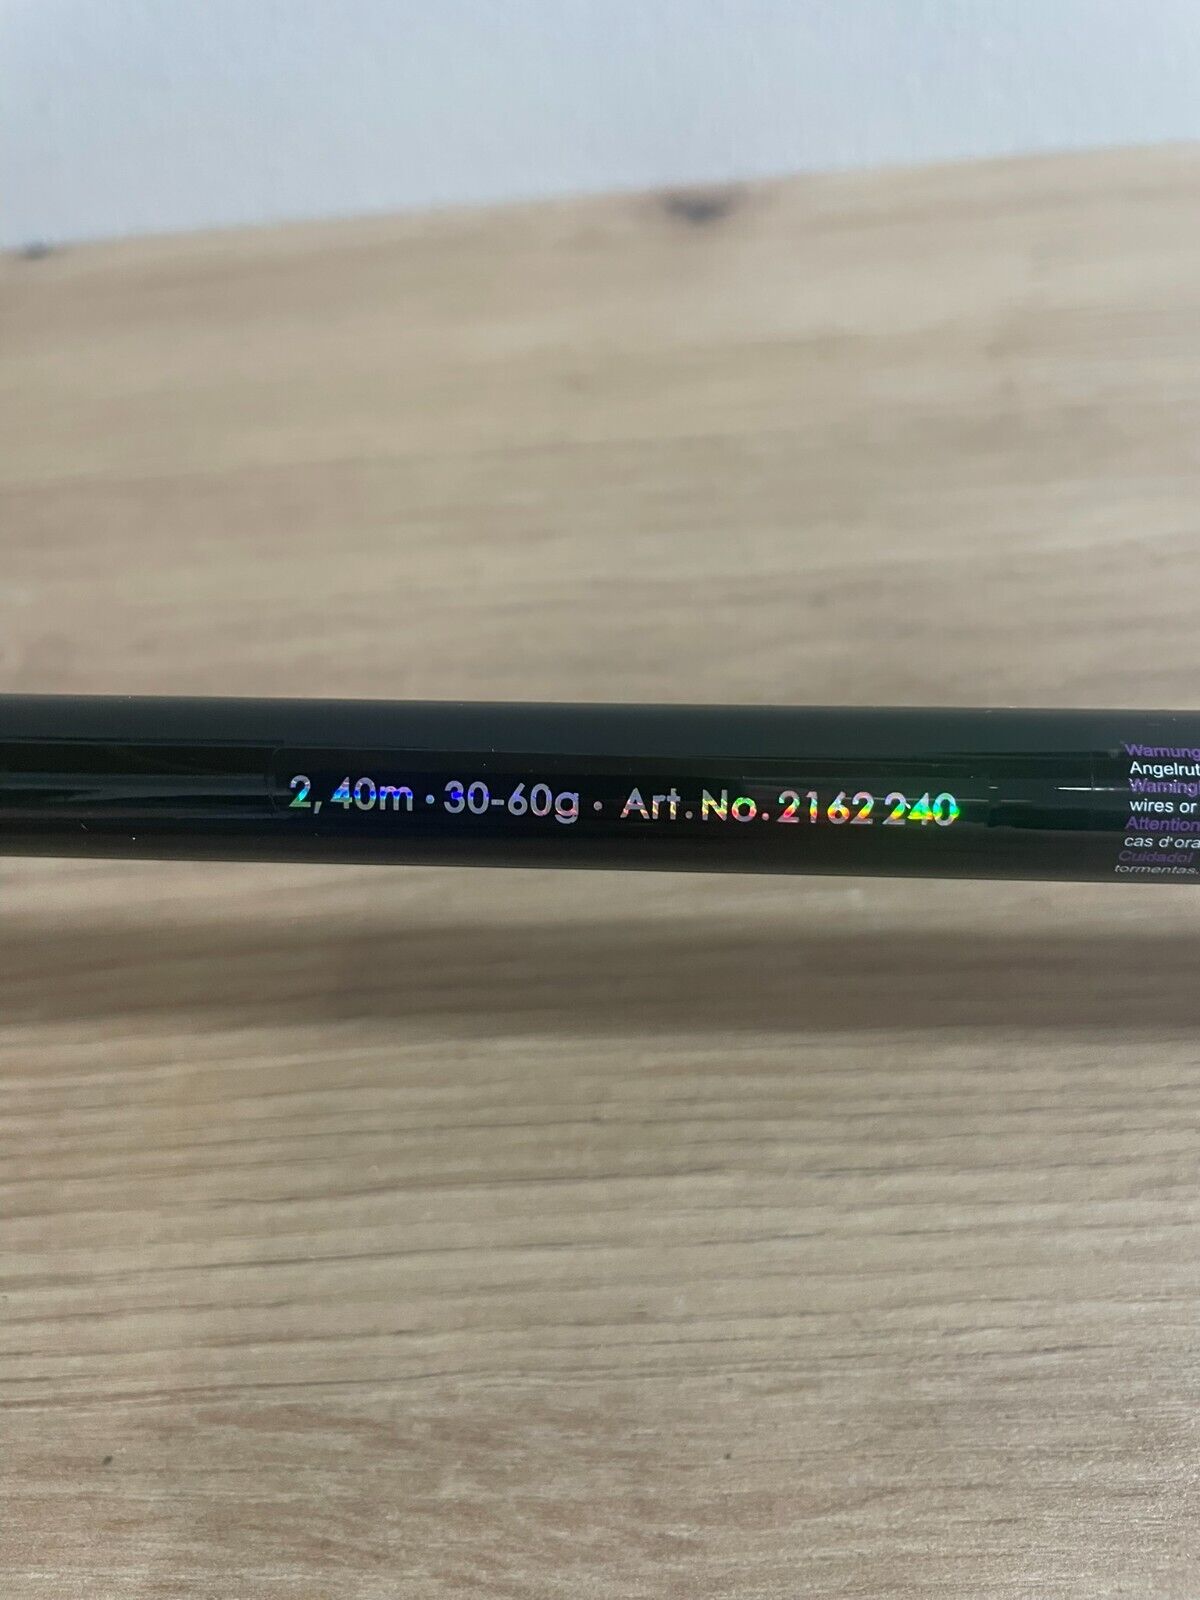 2,40m · 30-60g · Art. No. 2162 240
Warnung
Angelrut
Warning!
wires or
Attention
cas d'ora
Cuidado!
tormentas.